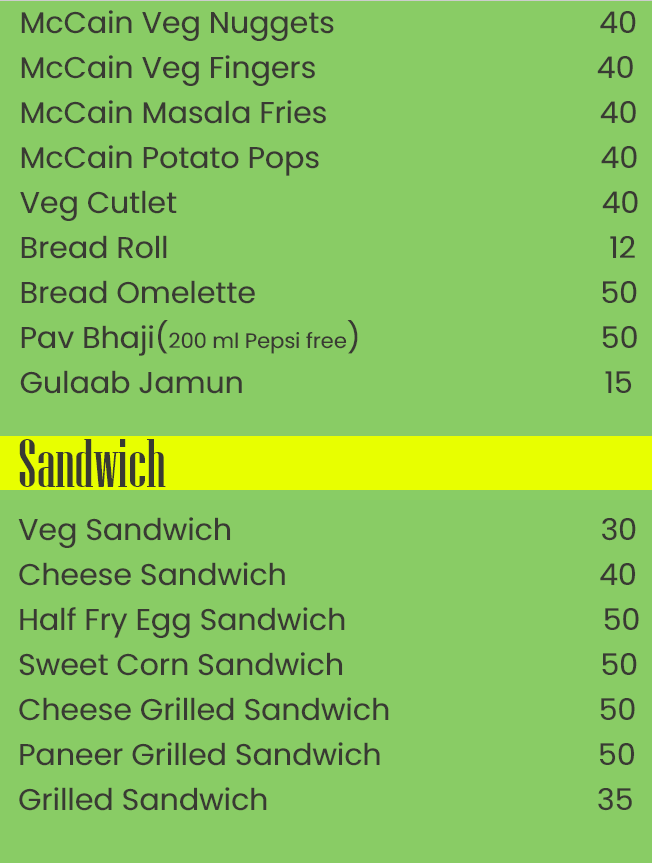 McCain Veg Nuggets 40
McCain Veg Fingers 40
McCain Masala Fries 40
McCain Potato Pops 40
Veg Cutlet 40
Bread Roll 12
Bread Omelette 50
Pav Bhaji(200 ml Pepsi free) 50
Gulaab Jamun 15
Sandwich
Veg Sandwich 30
Cheese Sandwich 40
Half Fry Egg Sandwich 50
Sweet Corn Sandwich 50
Cheese Grilled Sandwich 50
Paneer Grilled Sandwich 50
Grilled Sandwich 35